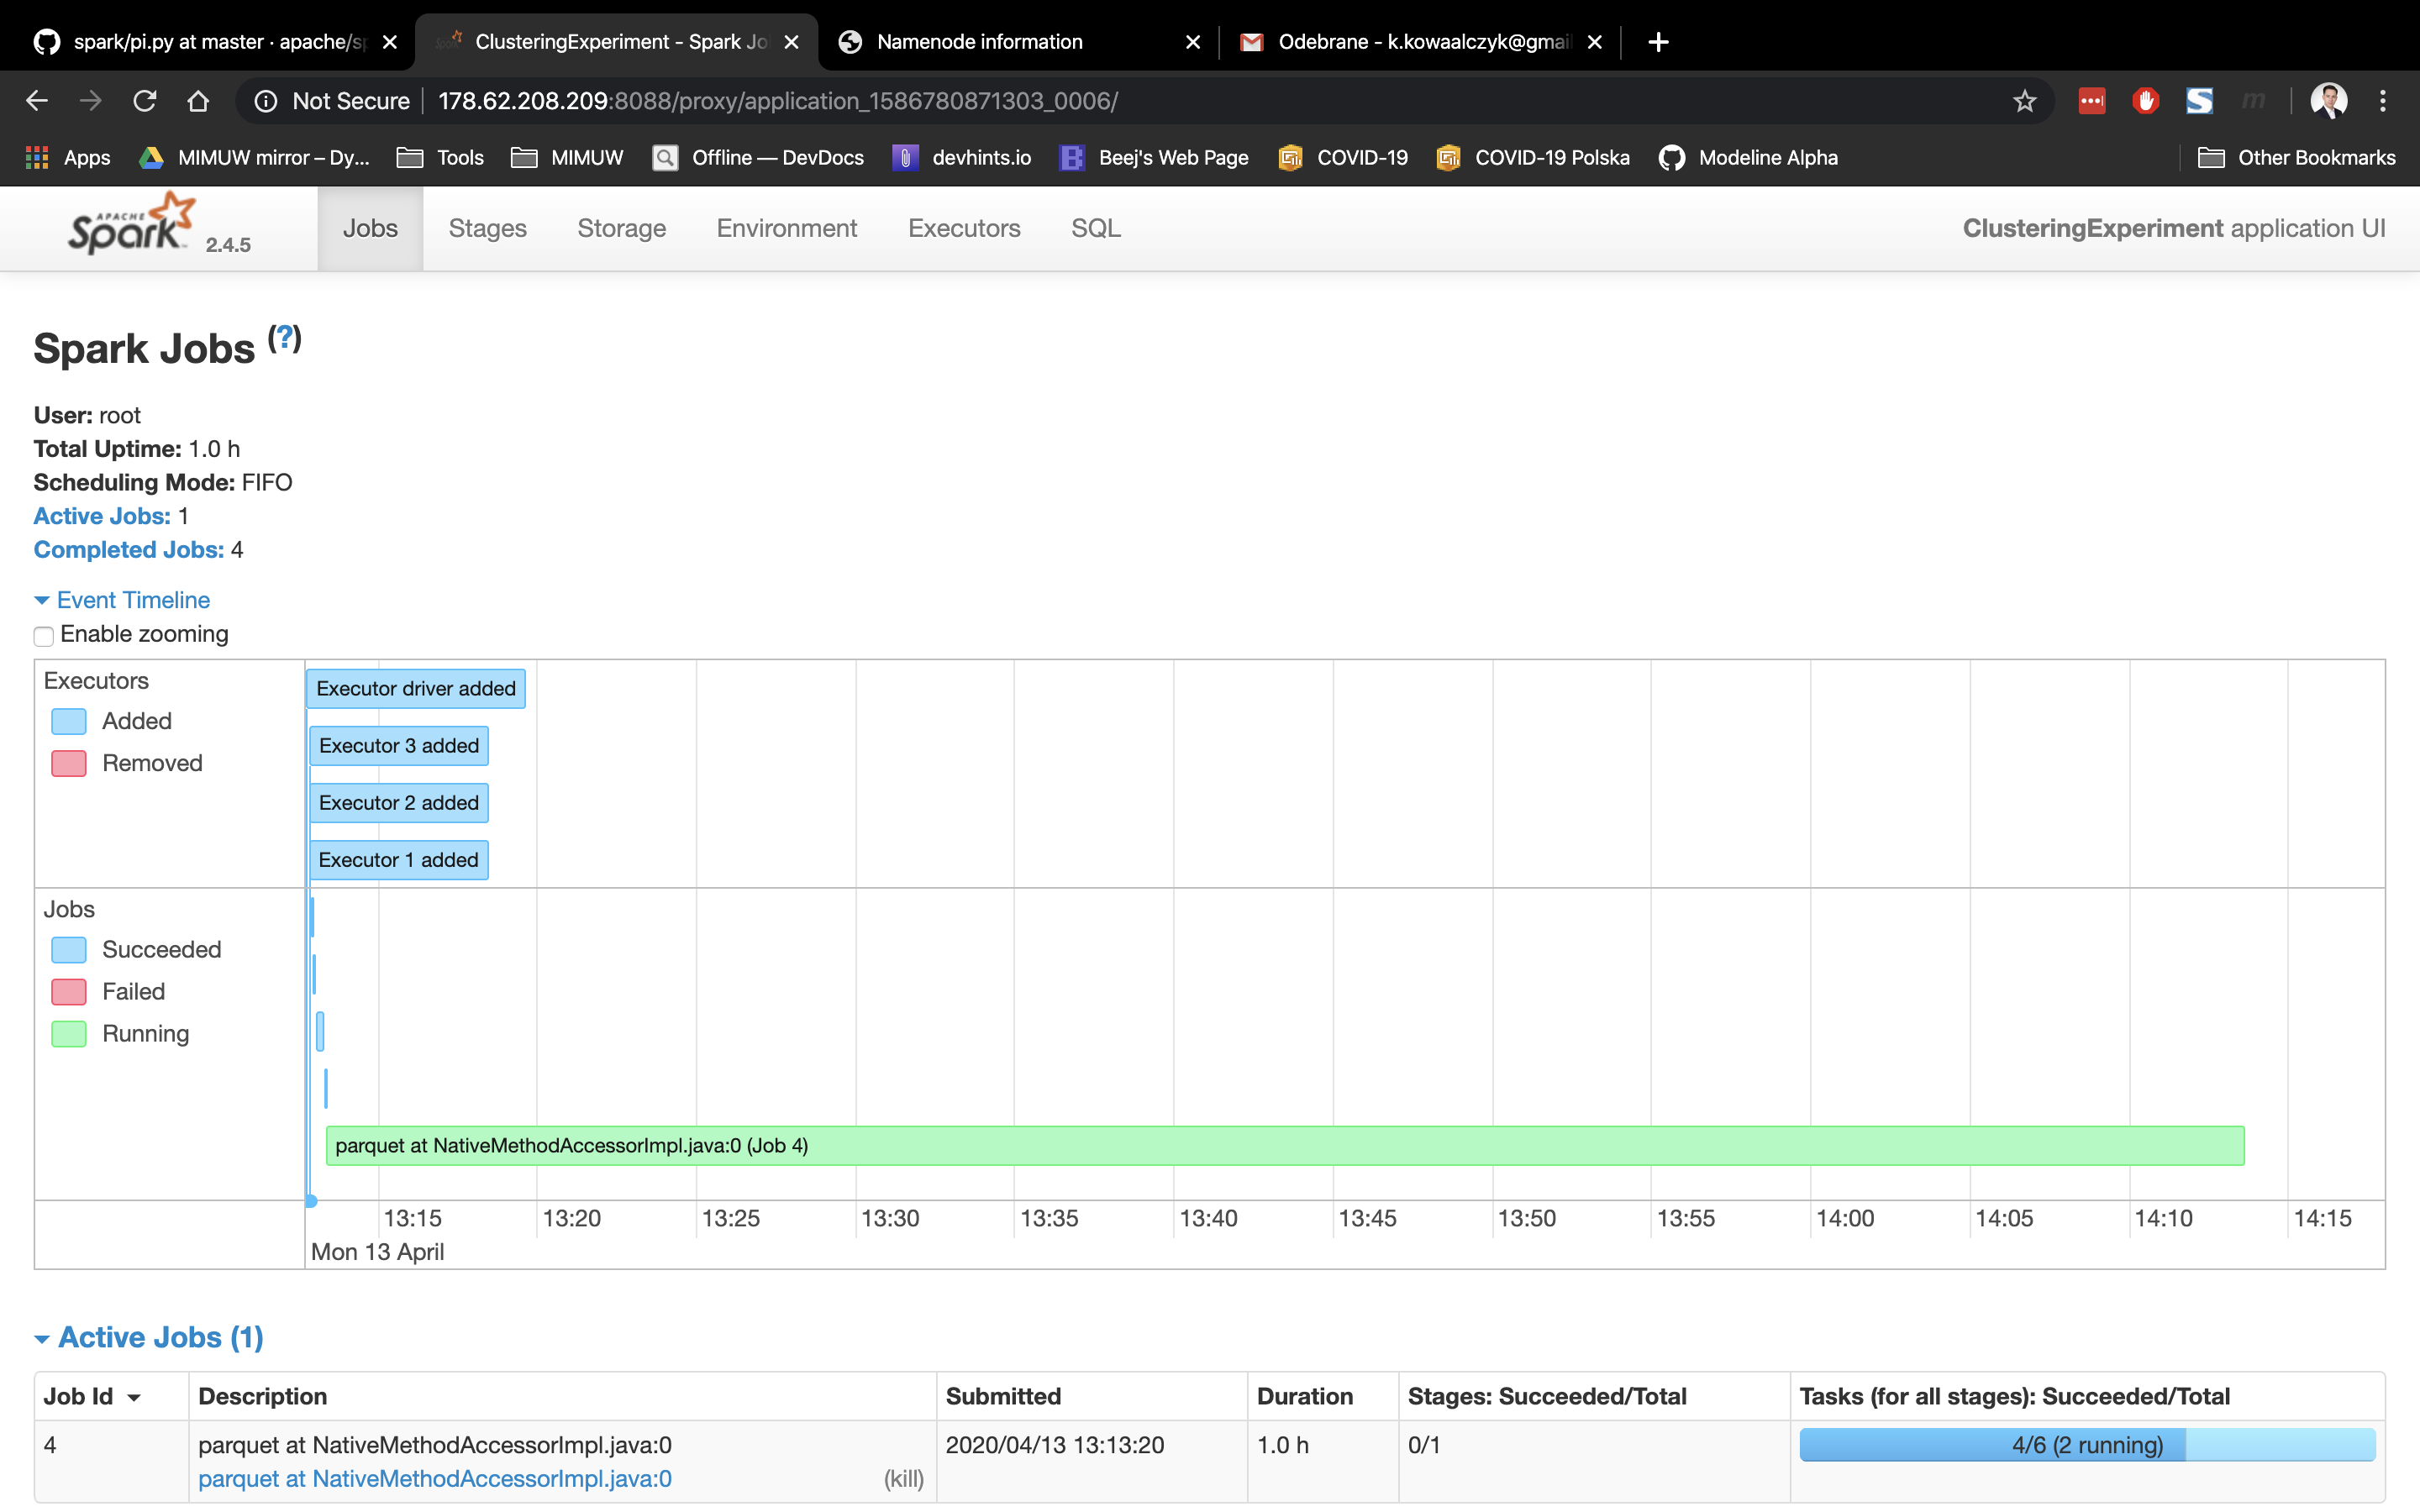 spark/pi.py at master · apache/sp
ClusteringExperiment - Spark Jo
Namenode information
Odebrane - k.kowaalczyk@gmai
Not Secure 178.62.208.209:8088/proxy/application_1586780871303_0006/
Apps MIMUW mirror – Dy... Tools MIMUW Offline — DevDocs devhints.io Beej's Web Page COVID-19 COVID-19 Polska Modeline Alpha Other Bookmarks
APACHE Spark 2.4.5 Jobs Stages Storage Environment Executors SQL ClusteringExperiment application UI
Spark Jobs (?)
User: root
Total Uptime: 1.0 h
Scheduling Mode: FIFO
Active Jobs: 1
Completed Jobs: 4
Event Timeline
Enable zooming
Executors
Added
Removed
Executor driver added
Executor 3 added
Executor 2 added
Executor 1 added
Jobs
Succeeded
Failed
Running
parquet at NativeMethodAccessorImpl.java:0 (Job 4)
13:15 13:20 13:25 13:30 13:35 13:40 13:45 13:50 13:55 14:00 14:05 14:10 14:15
Mon 13 April
Active Jobs (1)
Job Id Description Submitted Duration Stages: Succeeded/Total Tasks (for all stages): Succeeded/Total
4 parquet at NativeMethodAccessorImpl.java:0 2020/04/13 13:13:20 1.0 h 0/1 4/6 (2 running)
parquet at NativeMethodAccessorImpl.java:0 (kill)